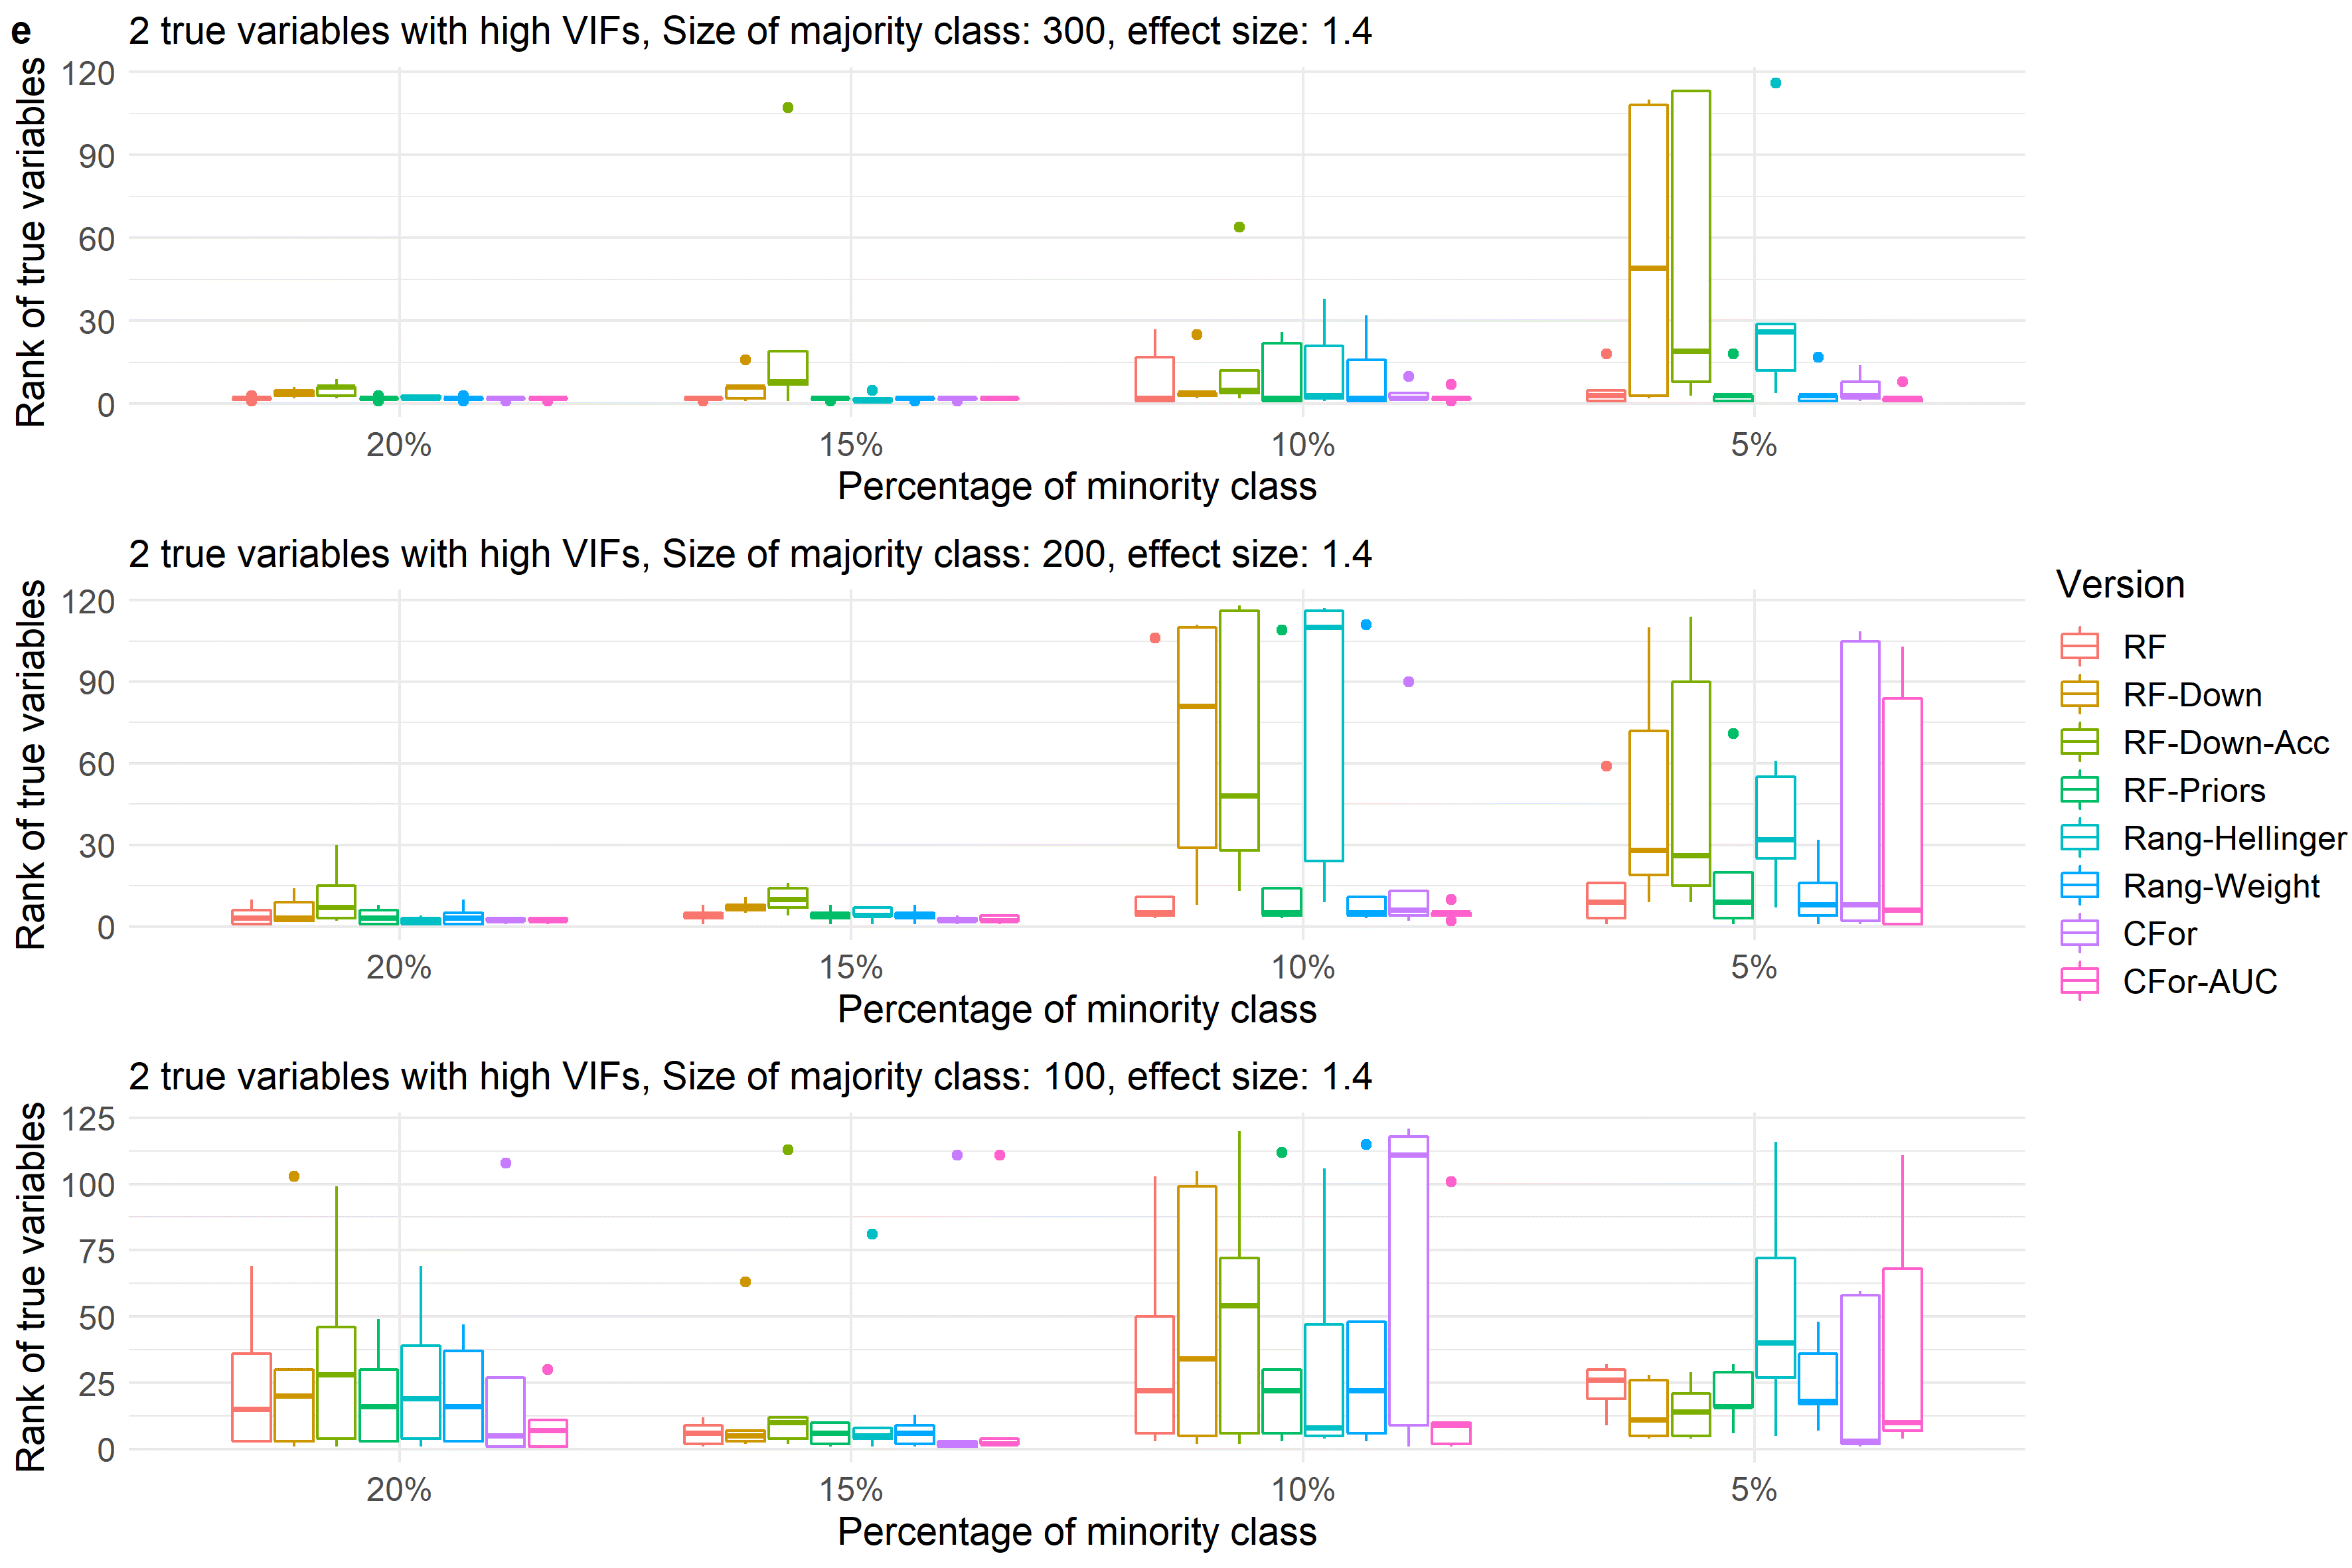 e
2 true variables with high VIFs, Size of majority class: 300, effect size: 1.4
Rank of true variables
120
90
60
30
0
20%
15%
10%
5%
Percentage of minority class
2 true variables with high VIFs, Size of majority class: 200, effect size: 1.4
Rank of true variables
120
90
60
30
0
20%
15%
10%
5%
Percentage of minority class
Version
RF
RF-Down
RF-Down-Acc
RF-Priors
Rang-Hellinger
Rang-Weight
CFor
CFor-AUC
2 true variables with high VIFs, Size of majority class: 100, effect size: 1.4
Rank of true variables
125
100
75
50
25
0
20%
15%
10%
5%
Percentage of minority class